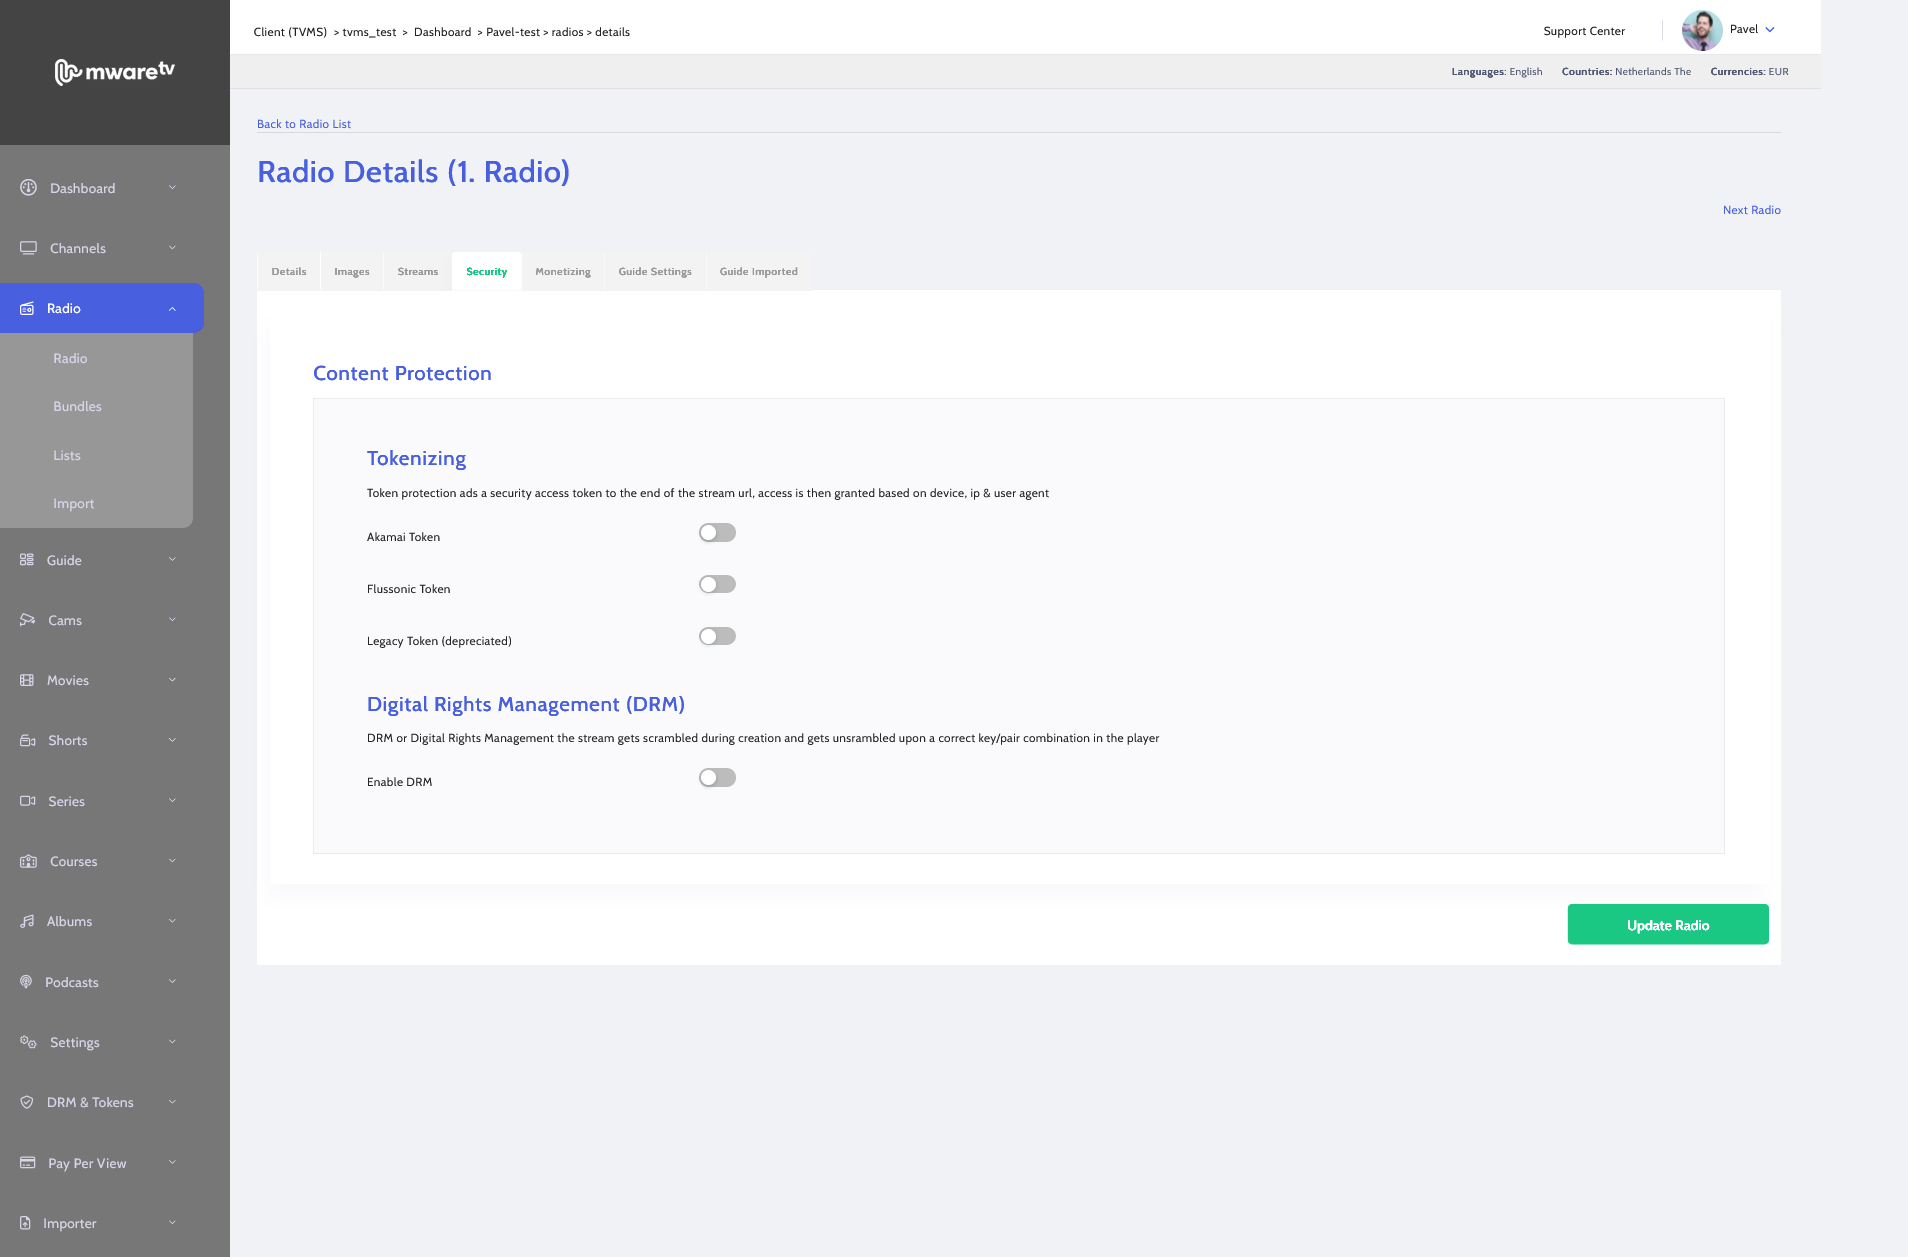 mwaretv
Client (TVMS) > tvms_test > Dashboard > Pavel-test > radios > details
Support Center
Pavel
Languages: English Countries: Netherlands The Currencies: EUR
Dashboard
Channels
Radio
Radio
Bundles
Lists
Import
Guide
Cams
Movies
Shorts
Series
Courses
Albums
Podcasts
Settings
DRM & Tokens
Pay Per View
Importer
Back to Radio List
Radio Details (1. Radio)
Next Radio
Details Images Streams Security Monetizing Guide Settings Guide Imported
Content Protection
Tokenizing
Token protection ads a security access token to the end of the stream url, access is then granted based on device, ip & user agent
Akamai Token
Flussonic Token
Legacy Token (depreciated)
Digital Rights Management (DRM)
DRM or Digital Rights Management the stream gets scrambled during creation and gets unsrambled upon a correct key/pair combination in the player
Enable DRM
Update Radio